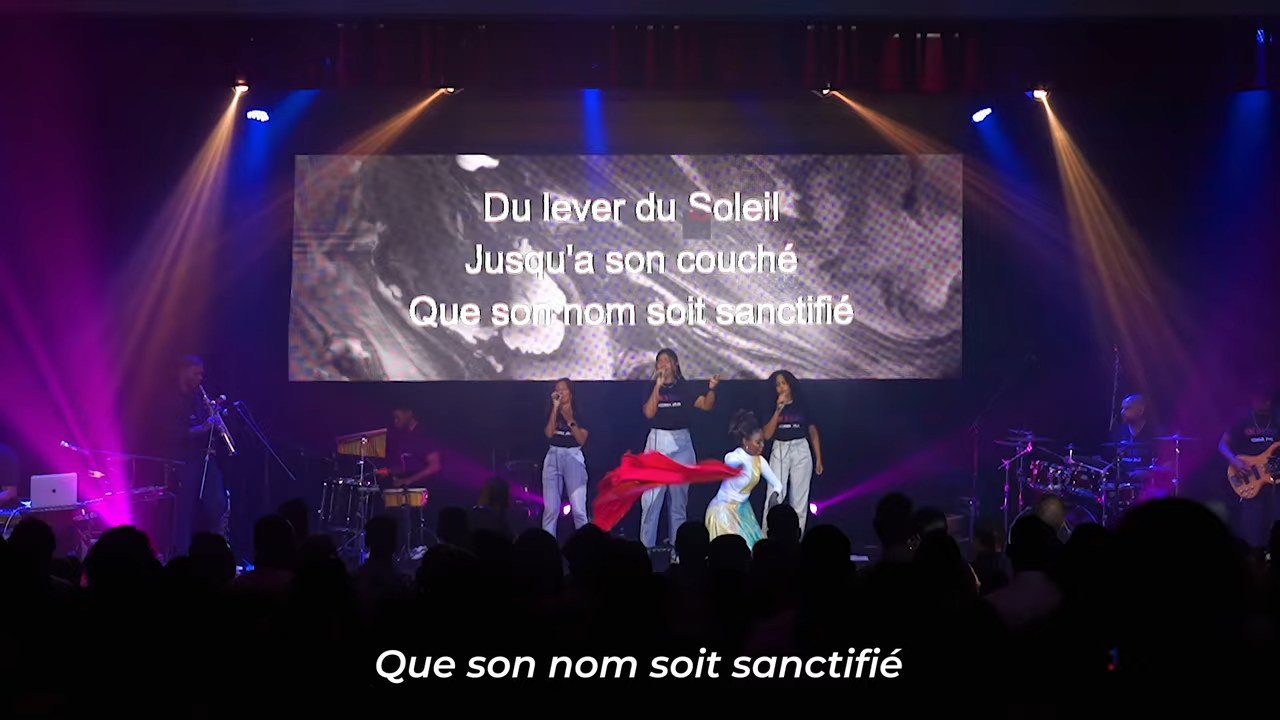 Du lever du Soleil
Jusqu'a son couché
Que son nom soit sanctifié
Que son nom soit sanctifié